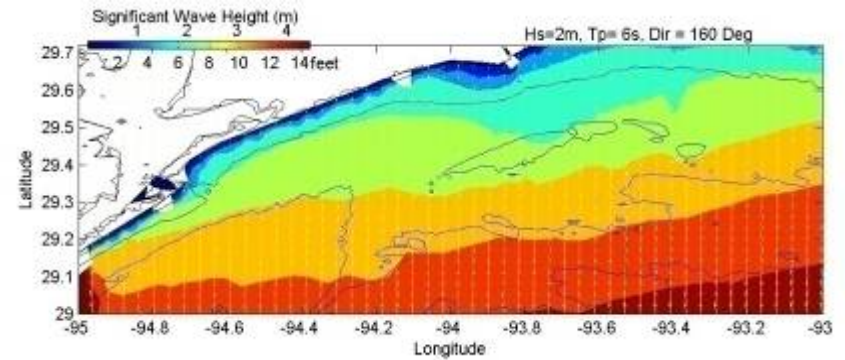 Significant Wave Height (m)
1 2 3 4
2 4 6 8 10 12 14feet
Hs=2m, Tp= 6s, Dir = 160 Deg
Latitude
29.7
29.6
29.5
29.4
29.3
29.2
29.1
29
-95 -94.8 -94.6 -94.4 -94.2 -94 -93.8 -93.6 -93.4 -93.2 -93
Longitude